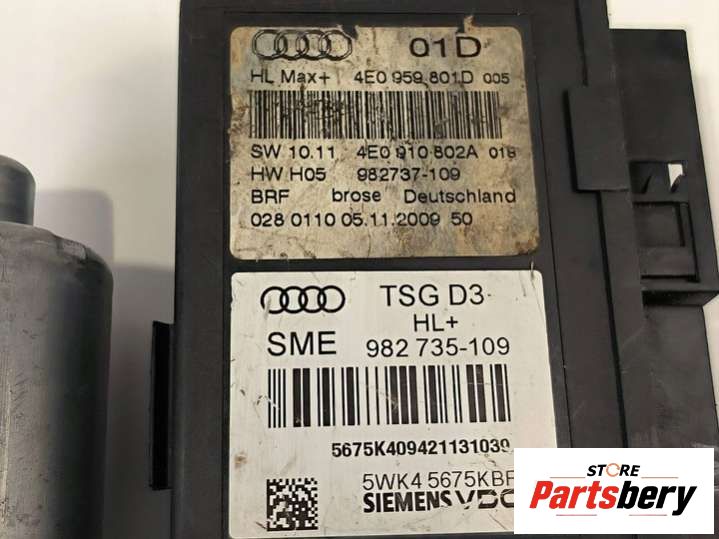 01D
HL Max+ 4E0 959 801D 005
SW 10.11 4E0 910 802A 018
HW H05 982737-109
BRF brose Deutschland
028 0110 05.11.2009 50
TSG D3
HL+
SME 982 735-109
5675K409421131039
5WK4 5675KBF
SIEMENS VDO
STORE
Partsbery